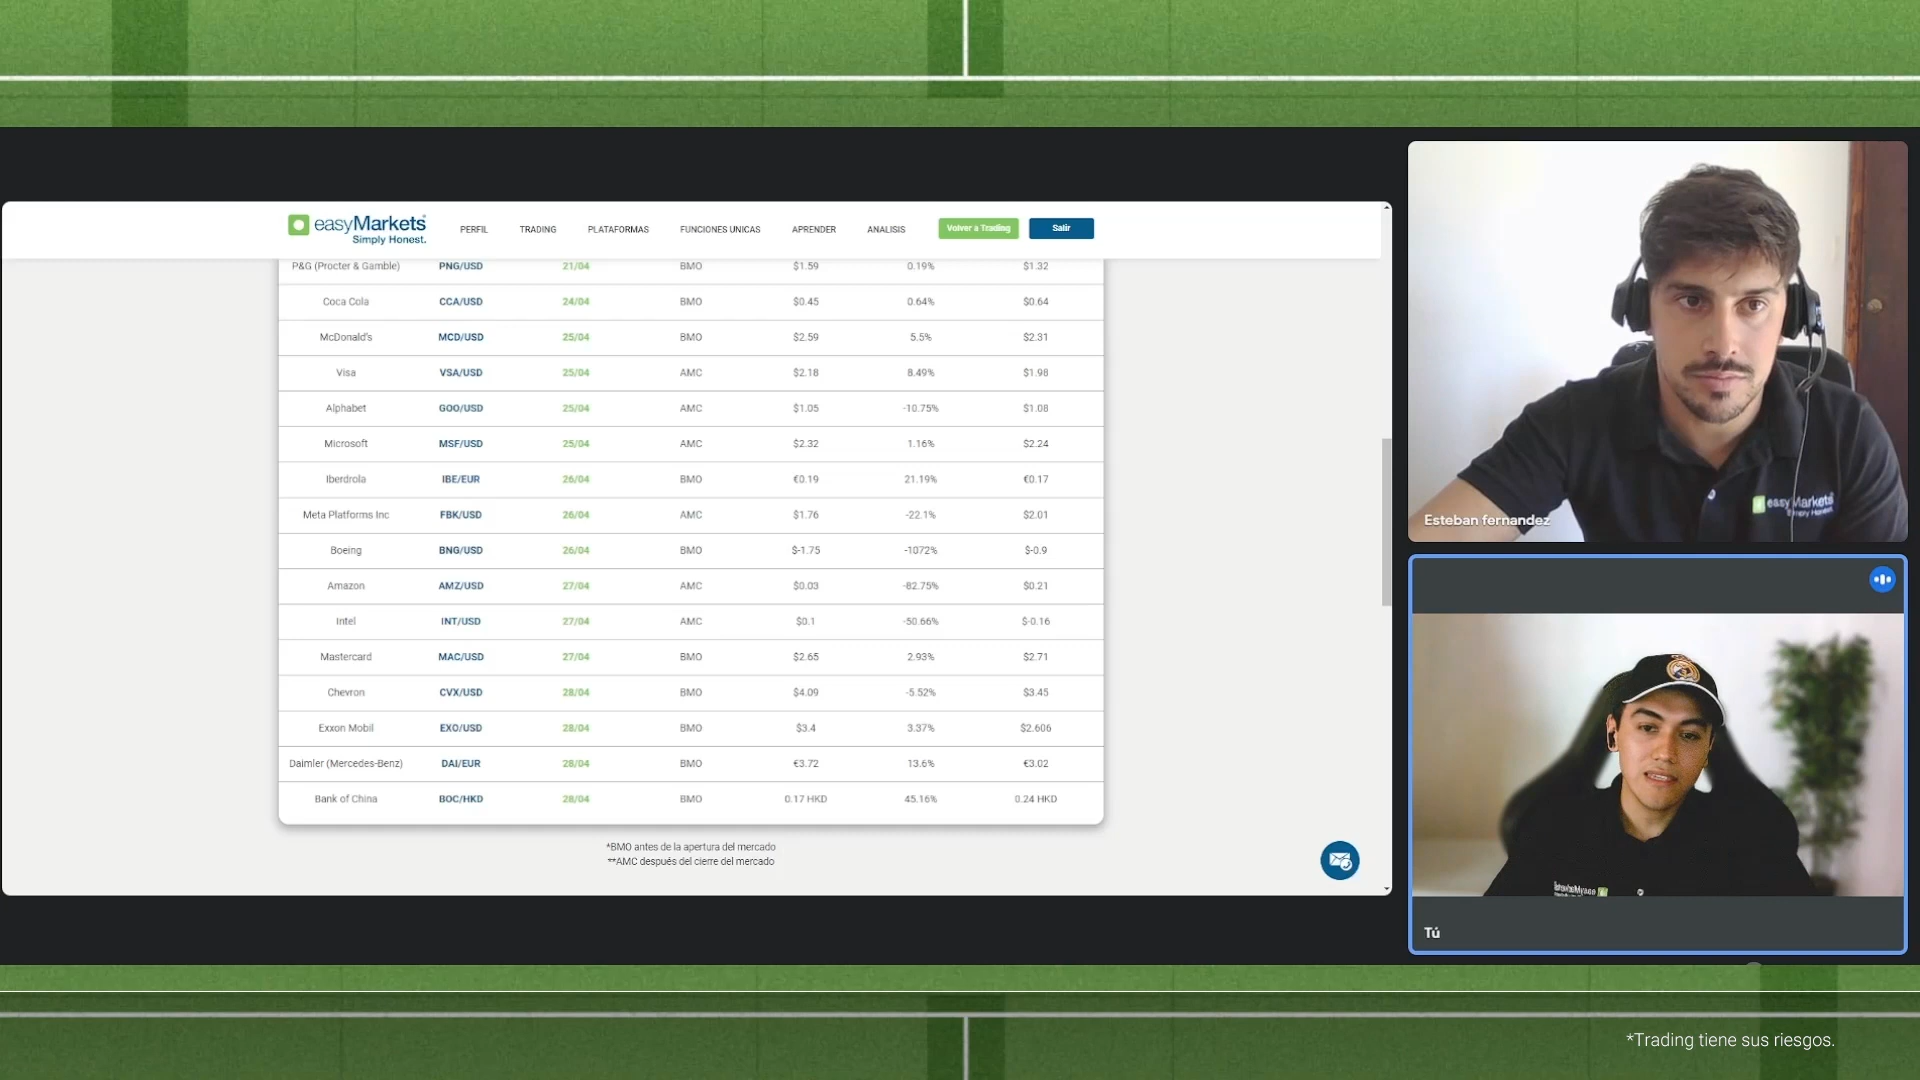 easyMarkets
Simply Honest.
PERFIL TRADING PLATAFORMAS FUNCIONES UNICAS APRENDER ANALISIS Volver a Trading Salir
P&G (Procter & Gamble) PNG/USD 21/04 BMO $1.59 0.19% $1.32
Coca Cola CCA/USD 24/04 BMO $0.45 0.64% $0.64
McDonald's MCD/USD 25/04 BMO $2.59 5.5% $2.31
Visa VSA/USD 25/04 AMC $2.18 8.49% $1.98
Alphabet GOO/USD 25/04 AMC $1.05 -10.75% $1.08
Microsoft MSF/USD 25/04 AMC $2.32 1.16% $2.24
Iberdrola IBE/EUR 26/04 BMO €0.19 21.19% €0.17
Meta Platforms Inc FBK/USD 26/04 AMC $1.76 -22.1% $2.01
Boeing BNG/USD 26/04 BMO $-1.75 -1072% $-0.9
Amazon AMZ/USD 27/04 AMC $0.03 -82.75% $0.21
Intel INT/USD 27/04 AMC $0.1 -50.66% $-0.16
Mastercard MAC/USD 27/04 BMO $2.65 2.93% $2.71
Chevron CVX/USD 28/04 BMO $4.09 -5.52% $3.45
Exxon Mobil EXO/USD 28/04 BMO $3.4 3.37% $2.606
Daimler (Mercedes-Benz) DAI/EUR 28/04 BMO €3.72 13.6% €3.02
Bank of China BOC/HKD 28/04 BMO 0.17 HKD 45.16% 0.24 HKD
*BMO antes de la apertura del mercado
**AMC después del cierre del mercado
easyMarkets
Simply Honest
Esteban fernandez
Tú
*Trading tiene sus riesgos.